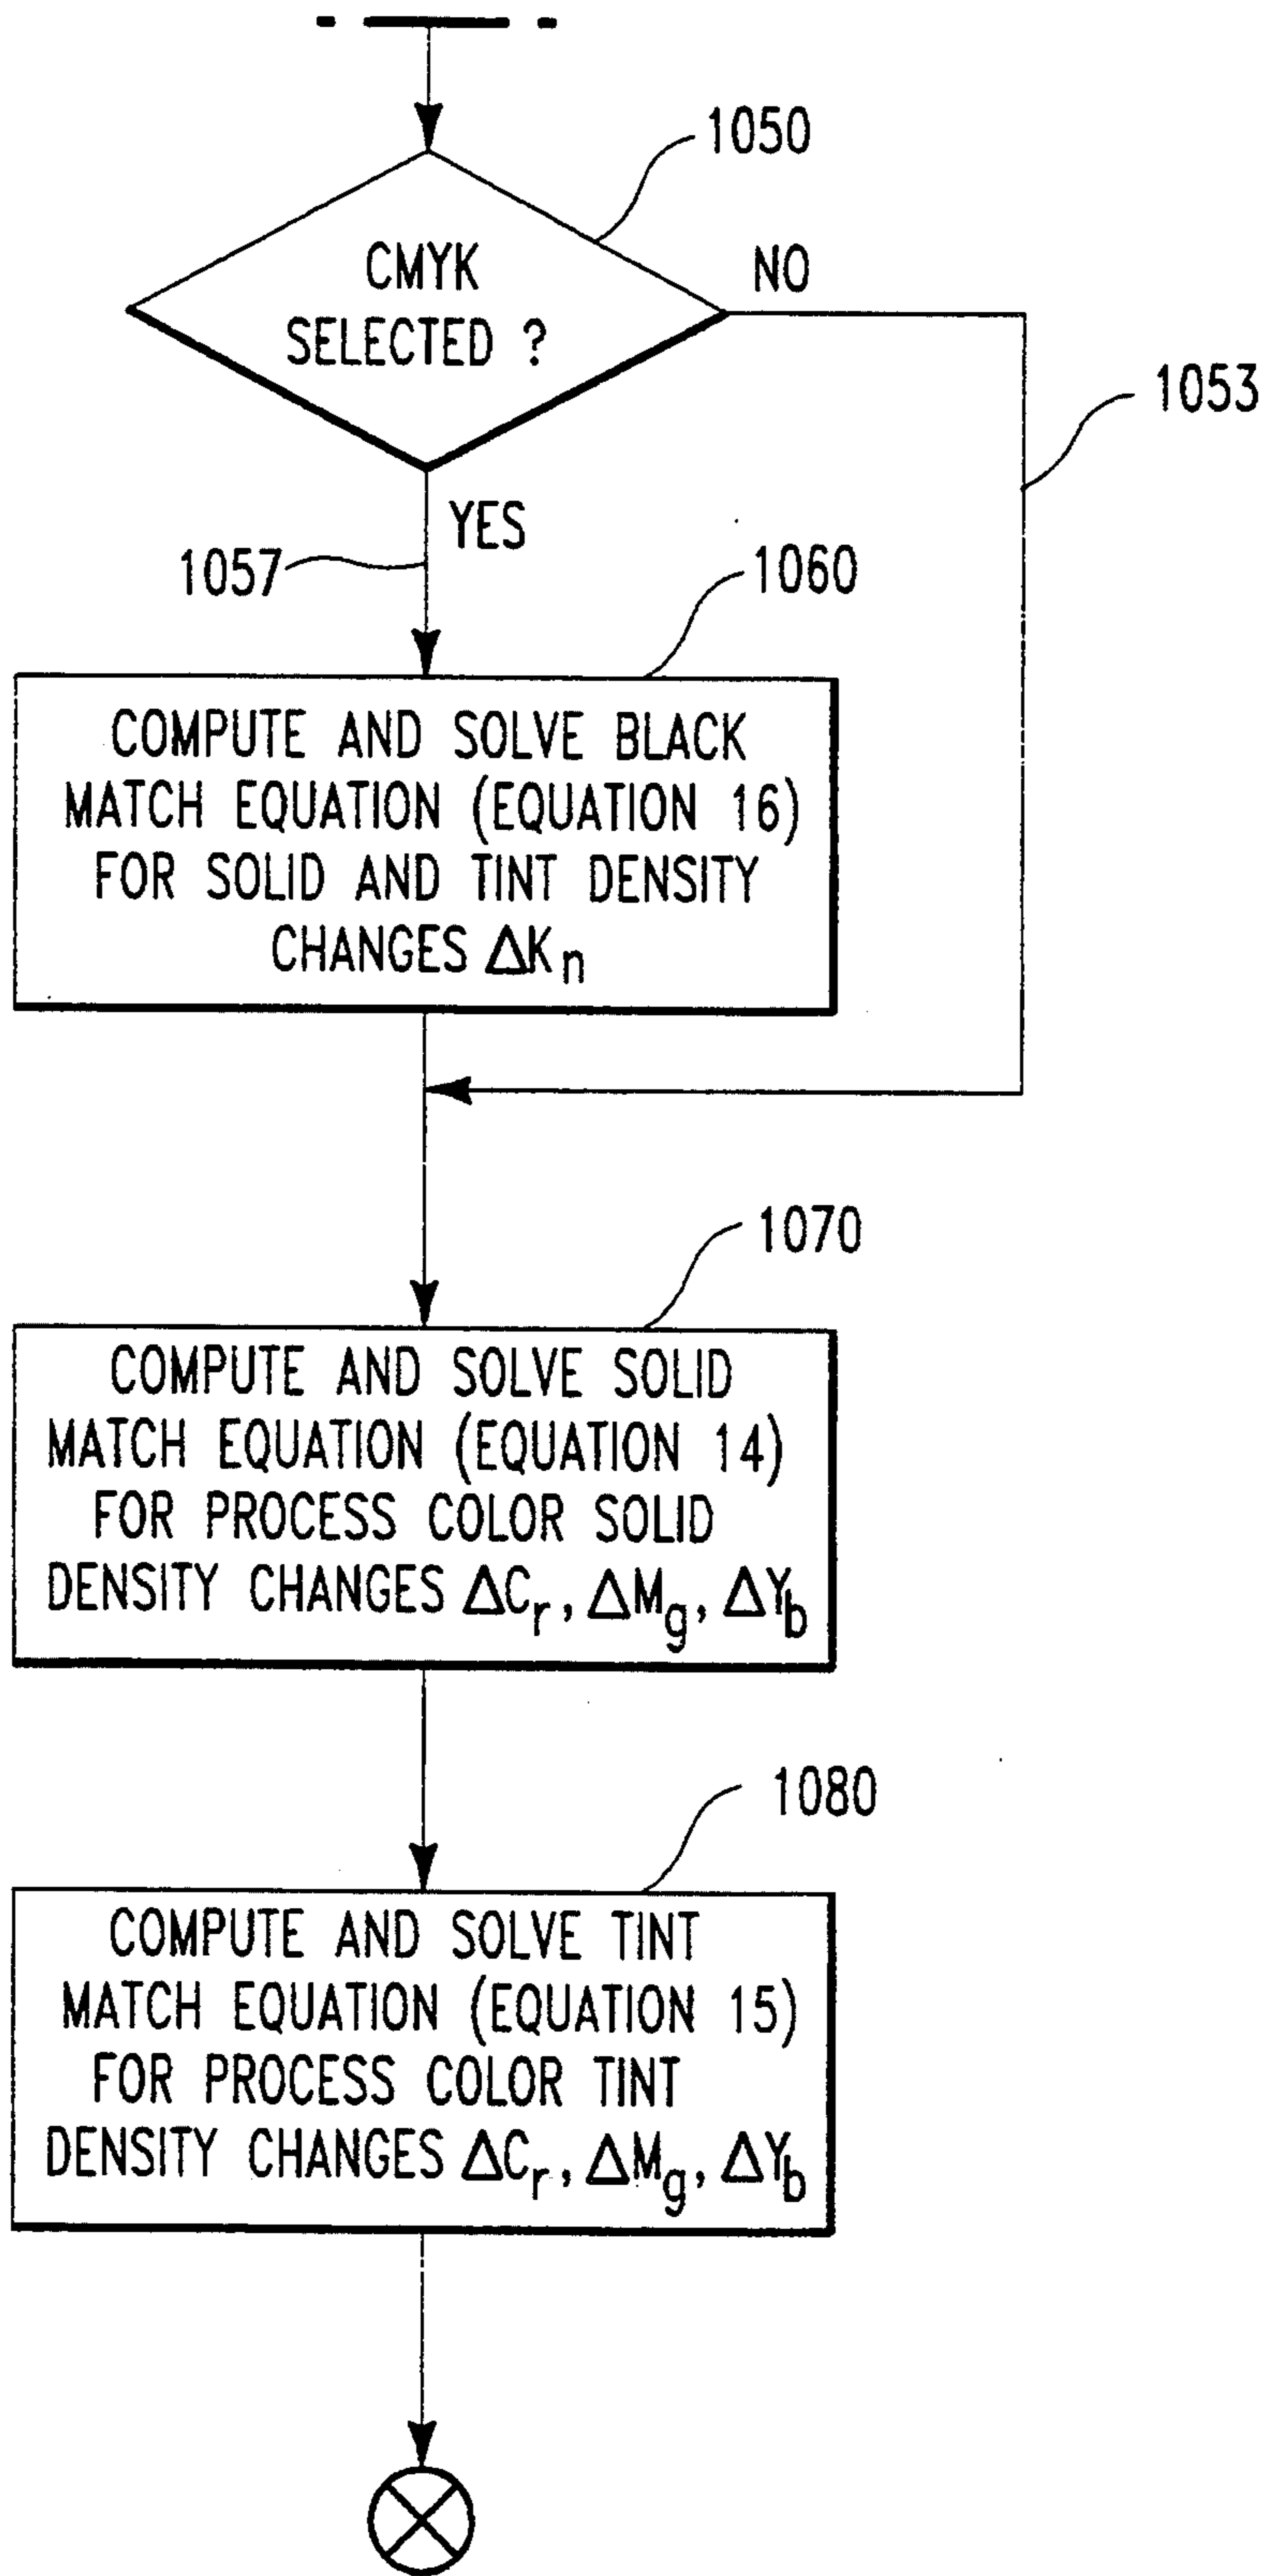 1050
CMYK
SELECTED ?
NO
1053
YES
1057
1060
COMPUTE AND SOLVE BLACK
MATCH EQUATION (EQUATION 16)
FOR SOLID AND TINT DENSITY
CHANGES ΔKn
1070
COMPUTE AND SOLVE SOLID
MATCH EQUATION (EQUATION 14)
FOR PROCESS COLOR SOLID
DENSITY CHANGES ΔCr, ΔMg, ΔYb
1080
COMPUTE AND SOLVE TINT
MATCH EQUATION (EQUATION 15)
FOR PROCESS COLOR TINT
DENSITY CHANGES ΔCr, ΔMg, ΔYb